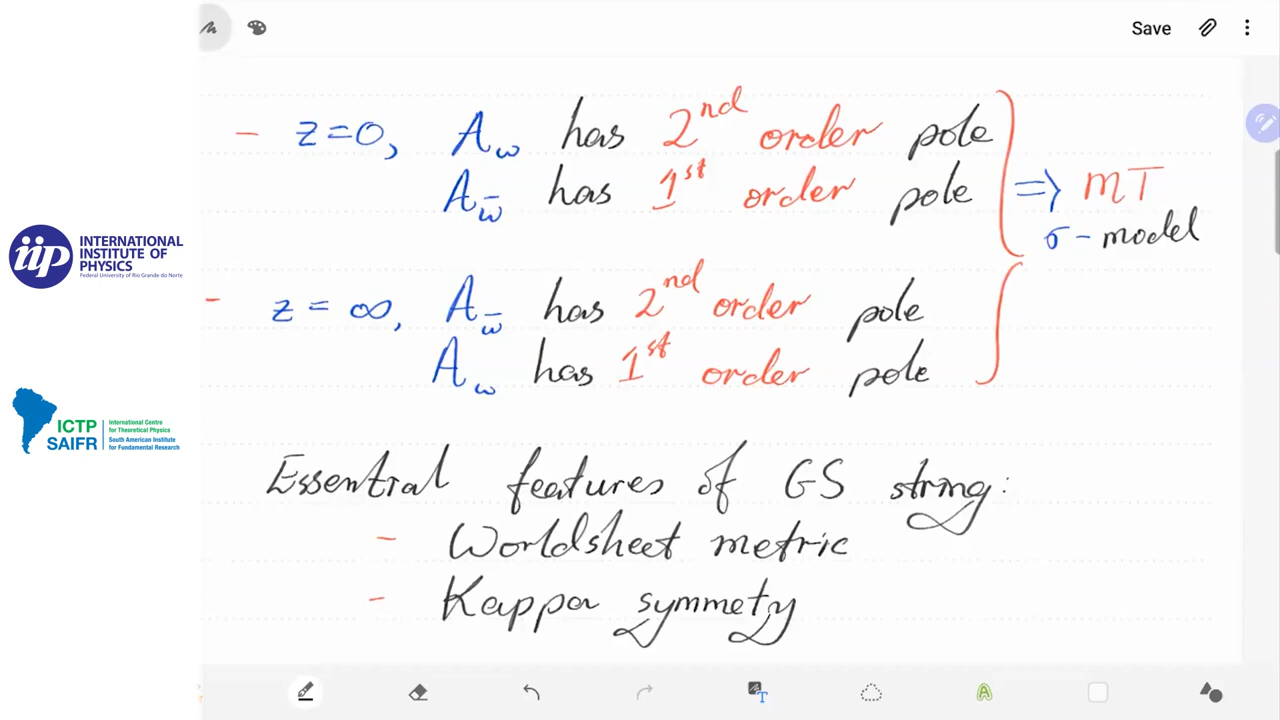 Save
- z=0, A_w has 2nd order pole
A_w̄ has 1st order pole => MT
σ - model
- z = ∞, A_w̄ has 2nd order pole
A_w has 1st order pole
Essential features of GS string:
- Worldsheet metric
- Kappa symmety
iip INTERNATIONAL
INSTITUTE OF
PHYSICS
Federal University of Rio Grande do Norte
ICTP
SAIFR
International Centre
for Theoretical Physics
South American Institute
for Fundamental Research
T
A